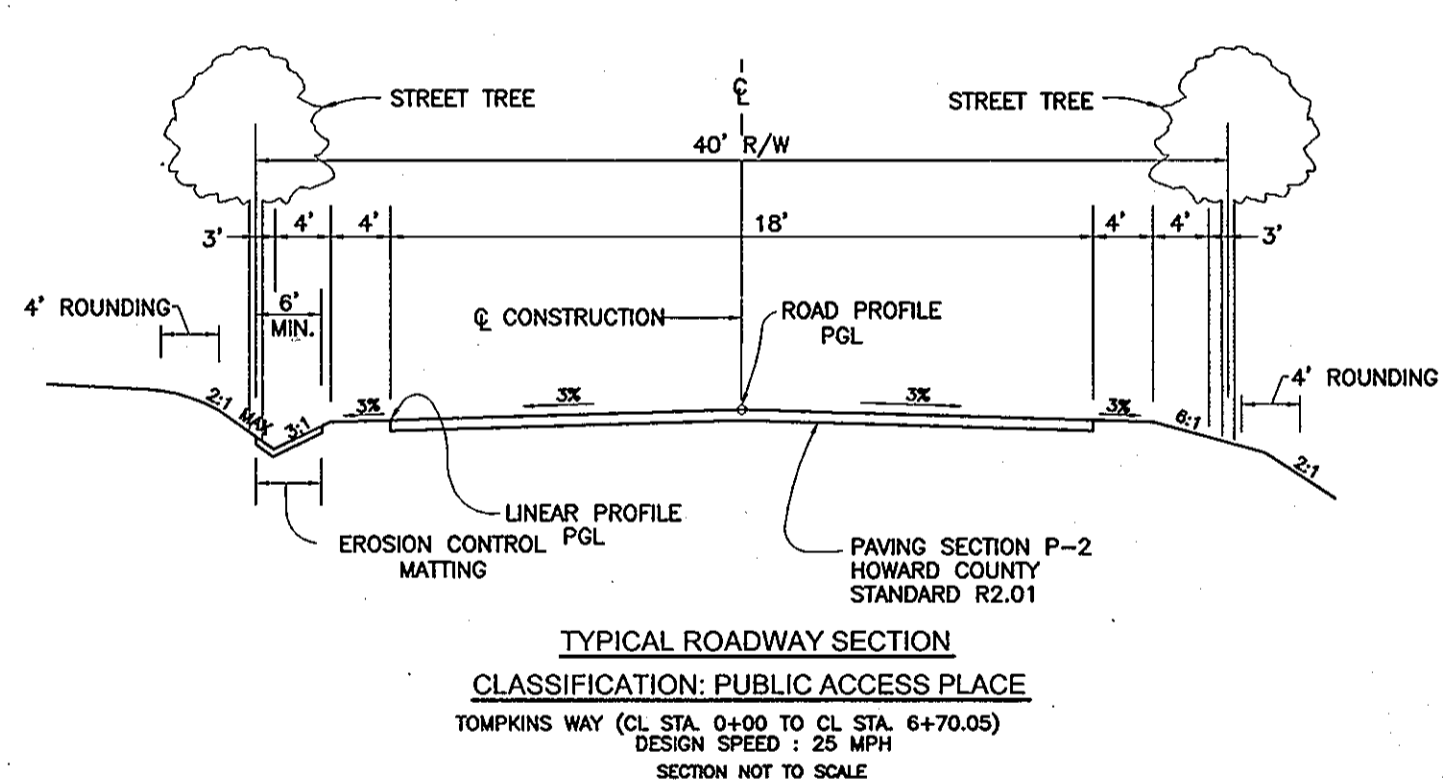 STREET TREE
℄
STREET TREE
40' R/W
3'
4'
4'
18'
4'
4'
3'
4' ROUNDING
6'
MIN.
℄ CONSTRUCTION
ROAD PROFILE
PGL
4' ROUNDING
2:1 MAX
3:1
3%
3%
3%
3%
6:1
2:1
LINEAR PROFILE
PGL
EROSION CONTROL
MATTING
PAVING SECTION P-2
HOWARD COUNTY
STANDARD R2.01
TYPICAL ROADWAY SECTION
CLASSIFICATION: PUBLIC ACCESS PLACE
TOMPKINS WAY (CL STA. 0+00 TO CL STA. 6+70.05)
DESIGN SPEED : 25 MPH
SECTION NOT TO SCALE